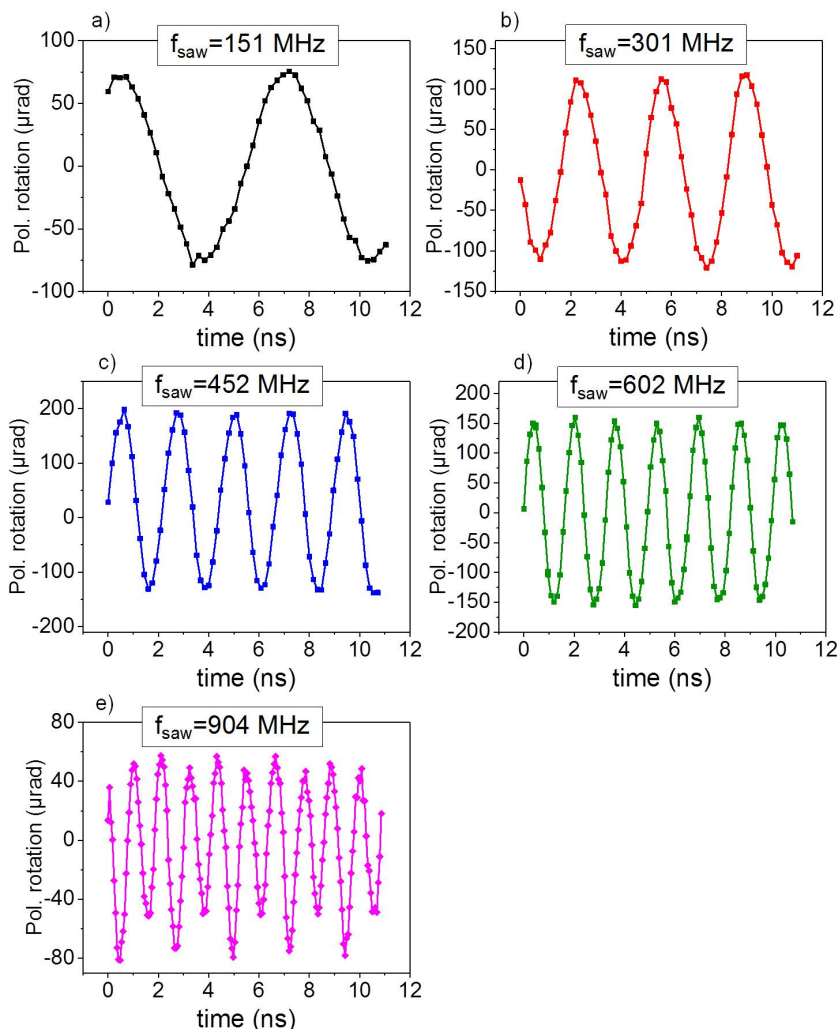 a)
f_saw=151 MHz
Pol. rotation (µrad)
100
50
0
-50
-100
0 2 4 6 8 10 12
time (ns)
b)
f_saw=301 MHz
Pol. rotation (µrad)
150
100
50
0
-50
-100
-150
0 2 4 6 8 10 12
time (ns)
c)
f_saw=452 MHz
Pol. rotation (µrad)
200
100
0
-100
-200
0 2 4 6 8 10 12
time (ns)
d)
f_saw=602 MHz
Pol. rotation (µrad)
200
150
100
50
0
-50
-100
-150
-200
0 2 4 6 8 10 12
time (ns)
e)
f_saw=904 MHz
Pol. rotation (µrad)
80
40
0
-40
-80
0 2 4 6 8 10 12
time (ns)